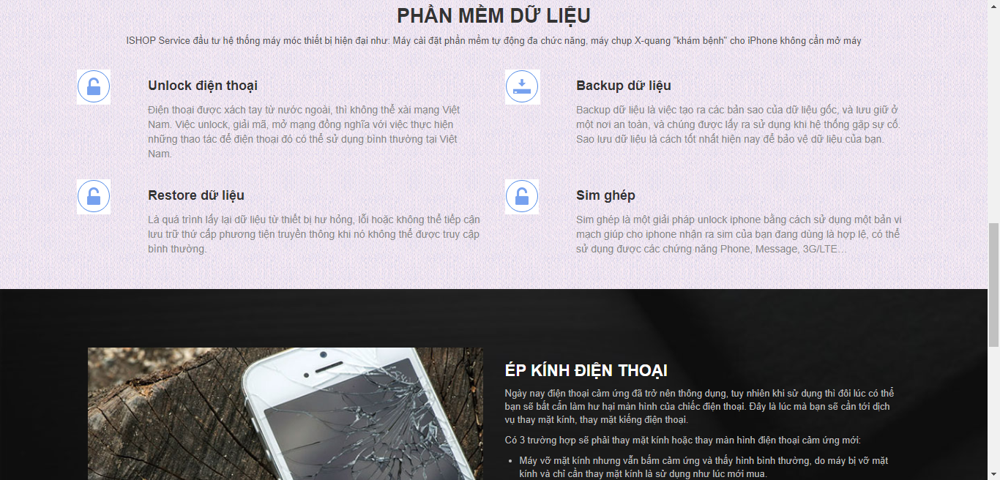 PHẦN MỀM DỮ LIỆU
ISHOP Service đầu tư hệ thống máy móc thiết bị hiện đai như: Máy cài đặt phần mềm tự động đa chức năng, máy chụp X-quang "khám bệnh" cho iPhone không cần mở máy
Unlock điện thoại
Điện thoại được xách tay từ nước ngoài, thì không thể xài mạng Việt
Nam. Việc unlock, giải mã, mở mạng đồng nghĩa với việc thực hiện
những thao tác để điện thoại đó có thể sử dụng bình thường tại Việt
Nam.
Backup dữ liệu
Backup dữ liệu là việc tạo ra các bản sao của dữ liệu gốc, và lưu giữ ở
một nơi an toàn, và chúng được lấy ra sử dụng khi hệ thống gặp sự cố.
Sao lưu dữ liệu là cách tốt nhất hiện nay để bảo vệ dữ liệu của bạn.
Restore dữ liệu
Là quá trình lấy lại dữ liệu từ thiết bị hư hỏng, lỗi hoặc không thể tiếp cận
lưu trữ thứ cấp phương tiện truyền thông khi nó không thể được truy cập
bình thường.
Sim ghép
Sim ghép là một giải pháp unlock iphone bằng cách sử dụng một bản vi
mạch giúp cho iphone nhận ra sim của bạn đang dùng là hợp lệ, có thể
sử dụng được các chứng năng Phone, Message, 3G/LTE…
ÉP KÍNH ĐIỆN THOẠI
Ngày nay điện thoại cảm ứng đã trở nên thông dụng, tuy nhiên khi sử dụng thì đôi lúc có thể
bạn sẽ bất cẩn làm hư hại màn hình của chiếc điện thoại. Đây là lúc mà bạn sẽ cần tới dịch
vụ thay mặt kính, thay mặt kiếng điện thoại.
Có 3 trường hợp sẽ phải thay mặt kính hoặc thay màn hình điện thoại cảm ứng mới:
• Máy vỡ mặt kính nhưng vẫn bấm cảm ứng và thấy hình bình thường, do máy bị vỡ mặt
kính và chỉ cần thay mặt kính là sử dụng như lúc mới mua.